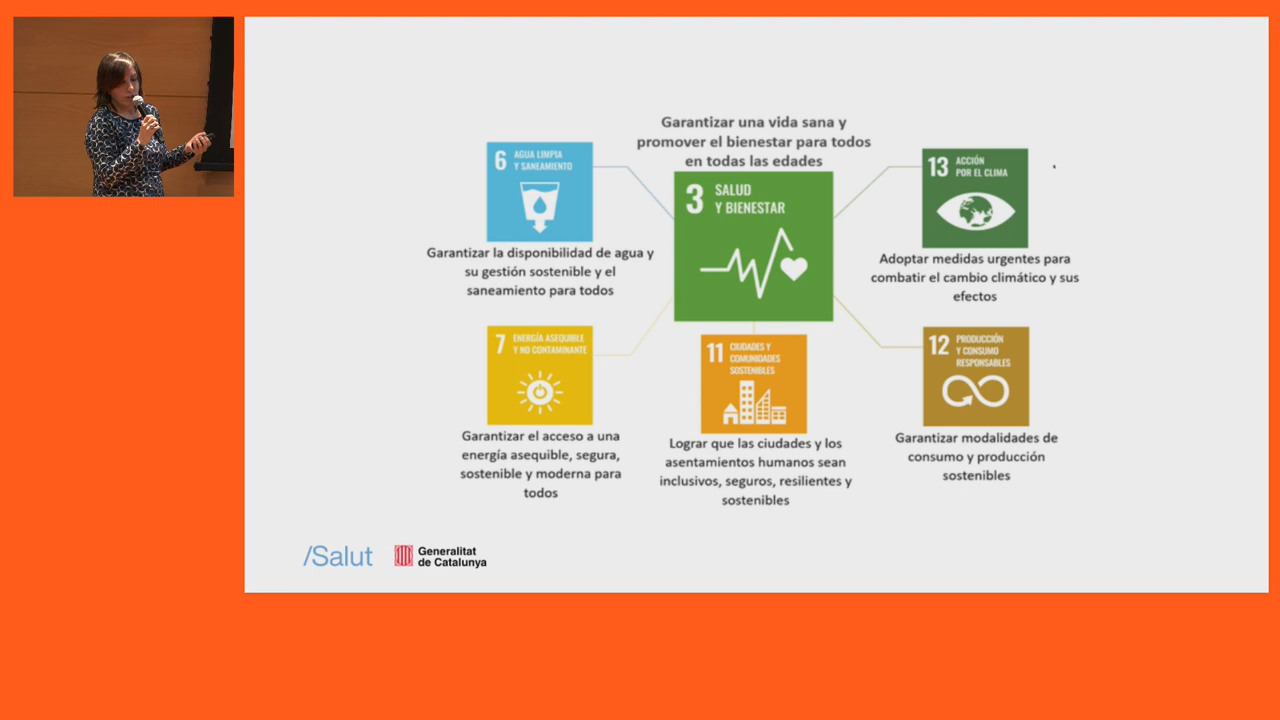 Garantizar una vida sana y
promover el bienestar para todos
en todas las edades
6 AGUA LIMPIA
Y SANEAMIENTO
Garantizar la disponibilidad de agua y
su gestión sostenible y el
saneamiento para todos
3 SALUD
Y BIENESTAR
13 ACCIÓN
POR EL CLIMA
Adoptar medidas urgentes para
combatir el cambio climático y sus
efectos
7 ENERGÍA ASEQUIBLE
Y NO CONTAMINANTE
Garantizar el acceso a una
energía asequible, segura,
sostenible y moderna para
todos
11 CIUDADES Y
COMUNIDADES
SOSTENIBLES
Lograr que las ciudades y los
asentamientos humanos sean
inclusivos, seguros, resilientes y
sostenibles
12 PRODUCCIÓN
Y CONSUMO
RESPONSABLES
Garantizar modalidades de
consumo y producción
sostenibles
/Salut
Generalitat
de Catalunya